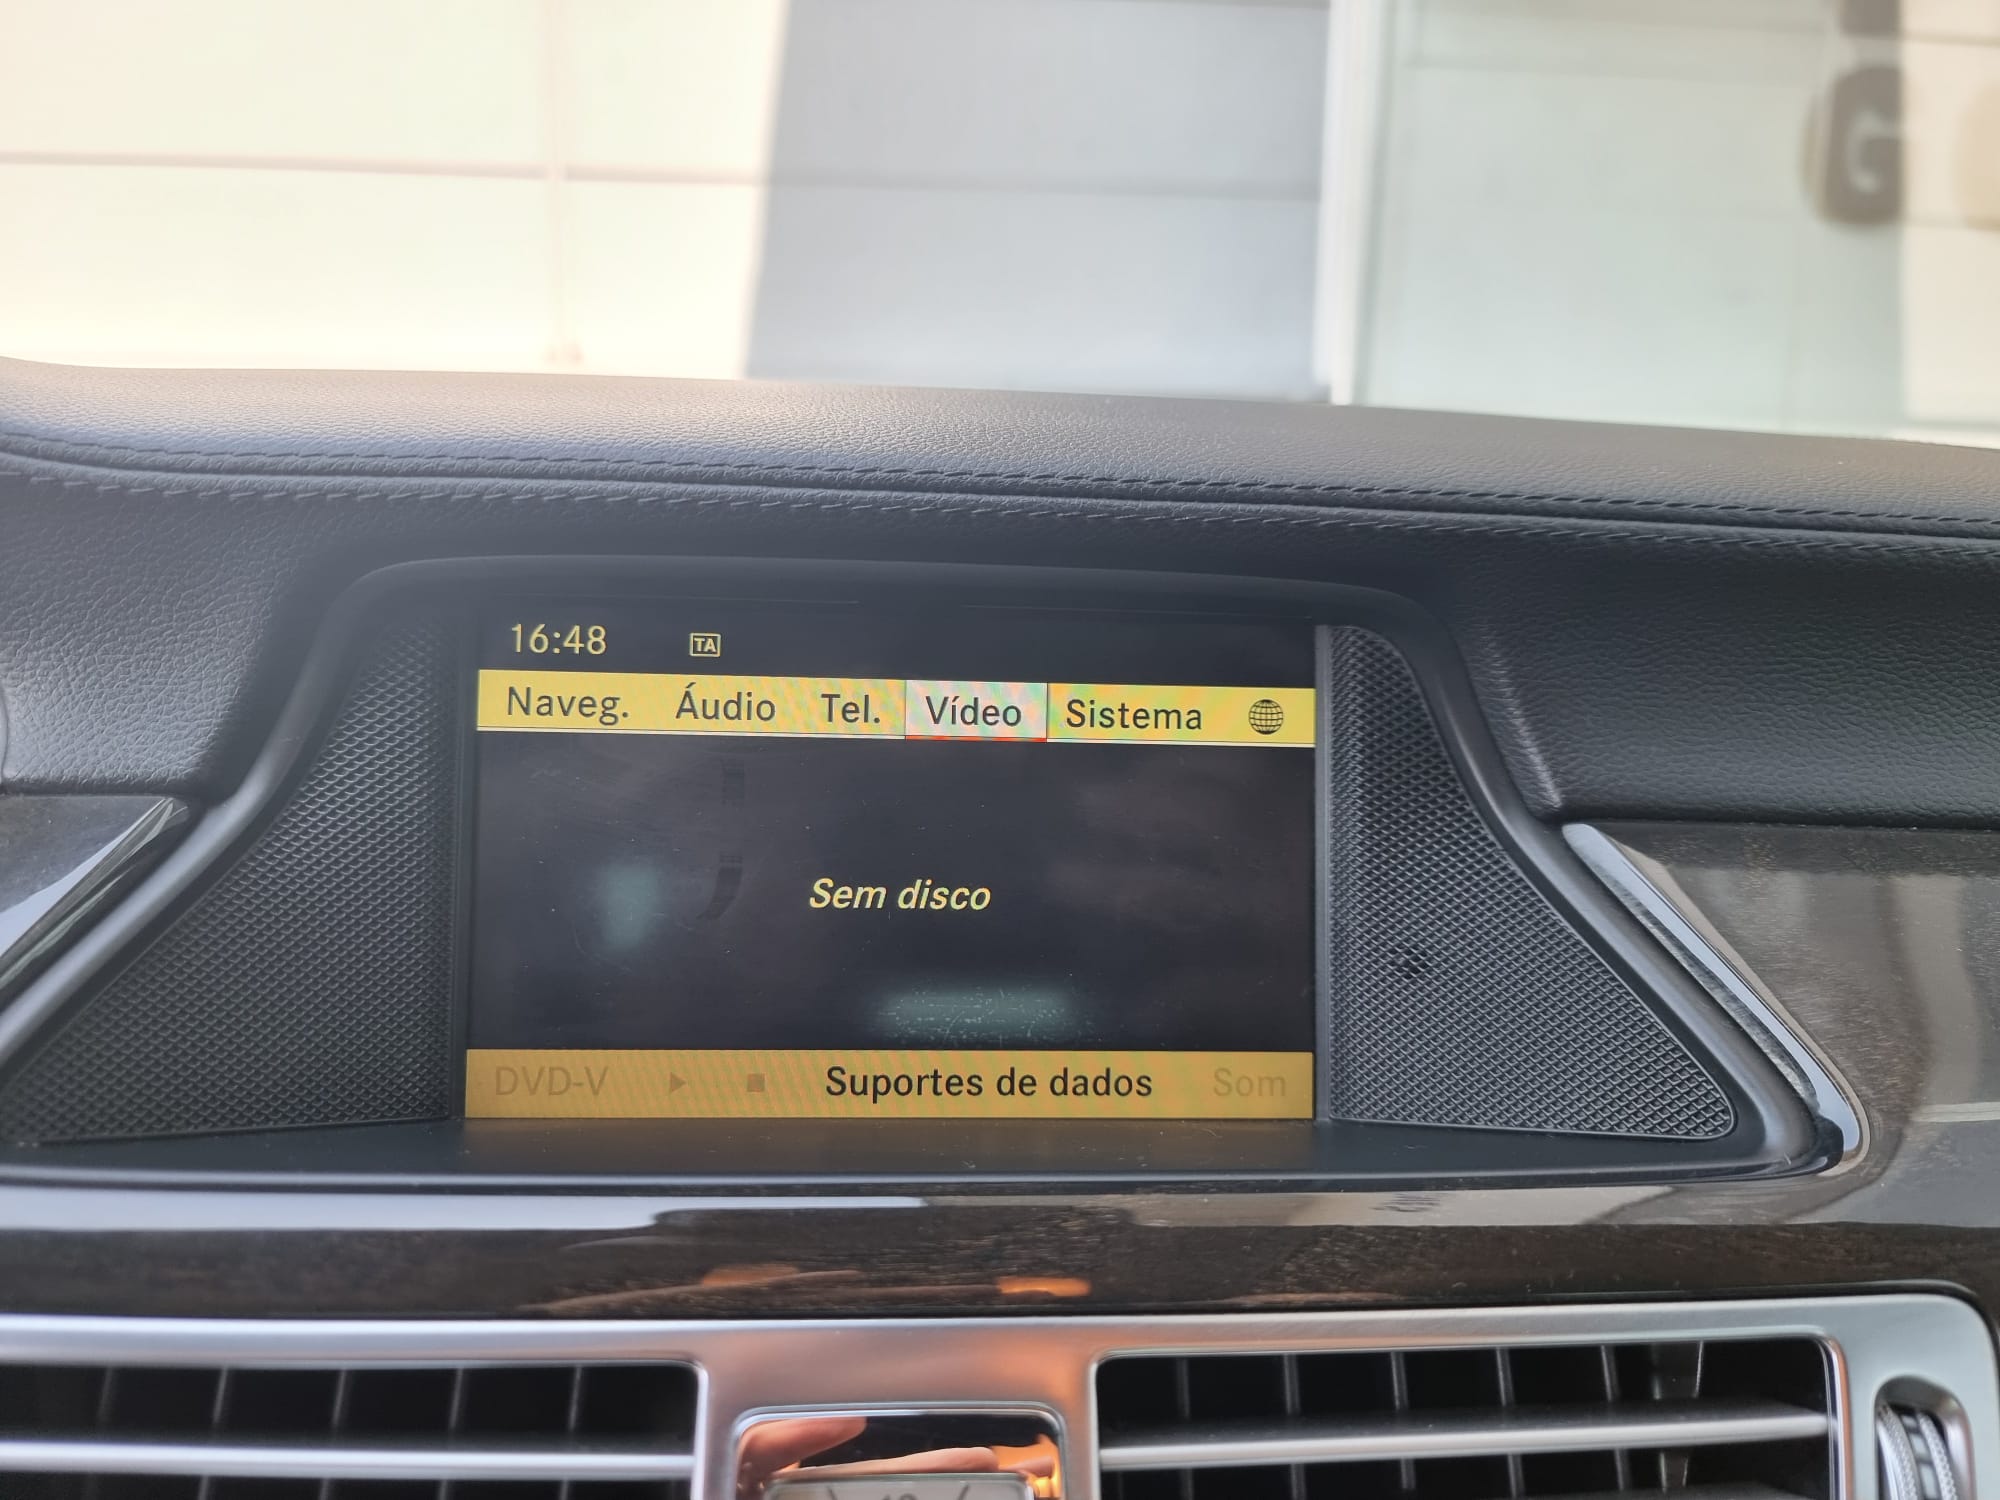 16:48 TA
Naveg. Áudio Tel. Vídeo Sistema
Sem disco
DVD-V Suportes de dados Som
G